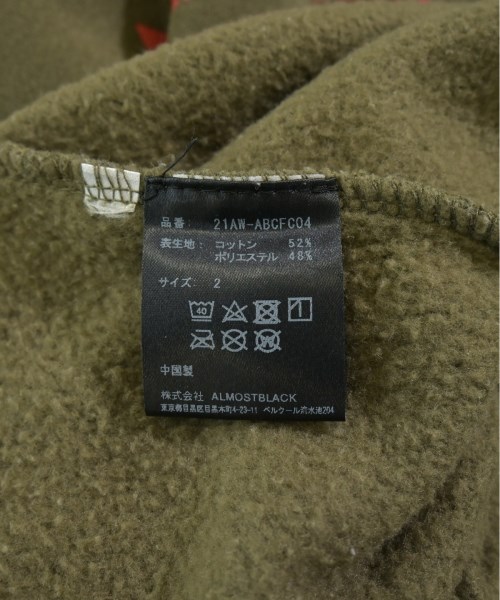 品番: 21AW-ABCFC04
表生地: コットン 52%
ポリエステル 48%
サイズ: 2
40
中国製
株式会社 ALMOSTBLACK
東京都目黒区目黒本町4-23-11 ベルクール清水池204